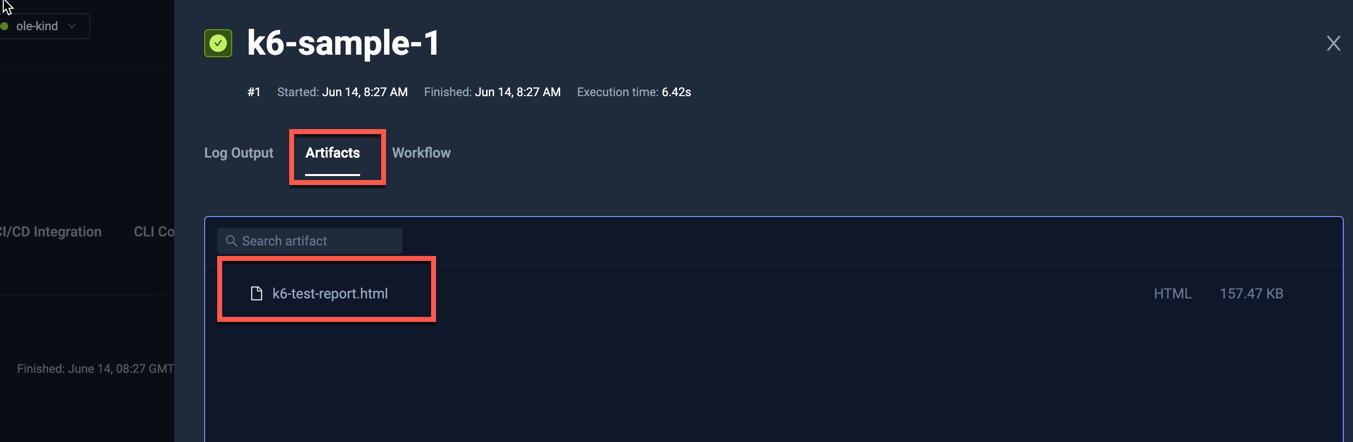 ole-kind
k6-sample-1
#1 Started: Jun 14, 8:27 AM Finished: Jun 14, 8:27 AM Execution time: 6.42s
Log Output Artifacts Workflow
CI/CD Integration CLI Co
Search artifact
k6-test-report.html HTML 157.47 KB
Finished: June 14, 08:27 GMT